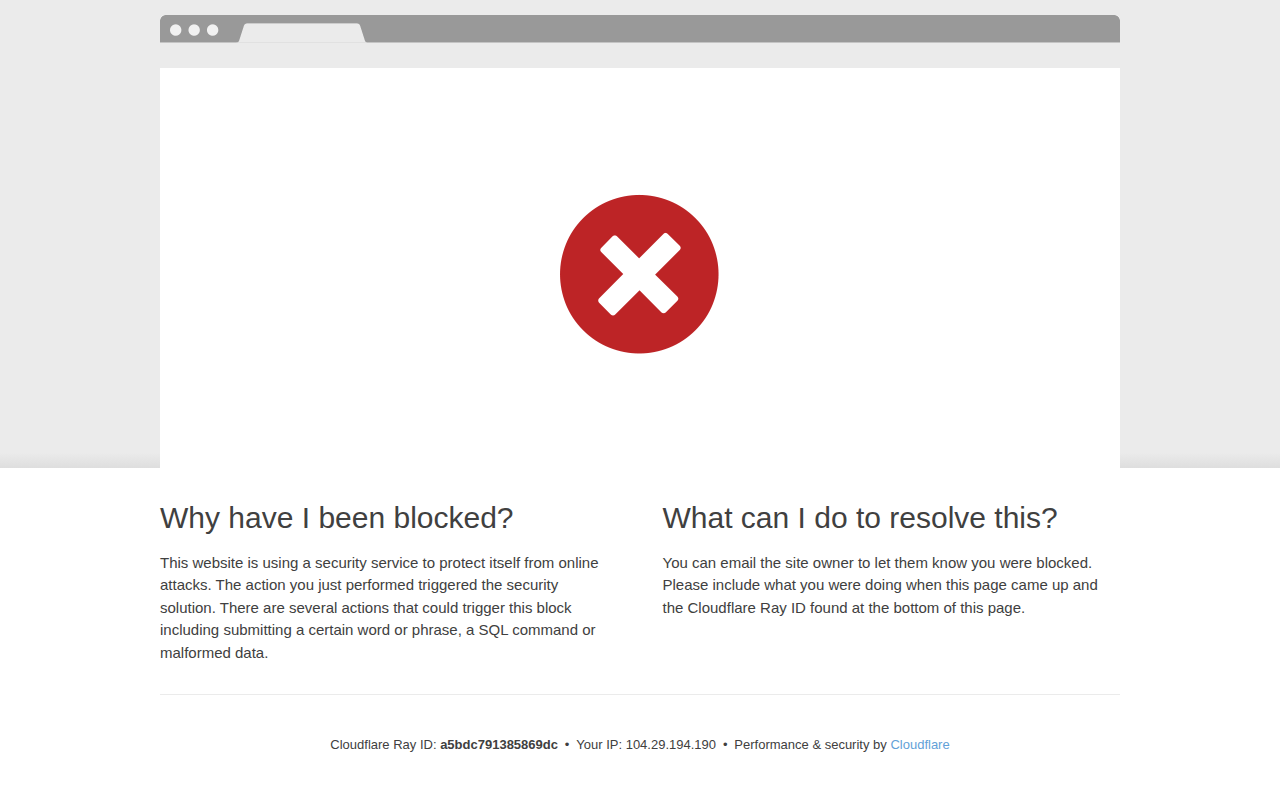 Why have I been blocked?
This website is using a security service to protect itself from online
attacks. The action you just performed triggered the security
solution. There are several actions that could trigger this block
including submitting a certain word or phrase, a SQL command or
malformed data.
What can I do to resolve this?
You can email the site owner to let them know you were blocked.
Please include what you were doing when this page came up and
the Cloudflare Ray ID found at the bottom of this page.
Cloudflare Ray ID: a5bdc791385869dc • Your IP: 104.29.194.190 • Performance & security by Cloudflare